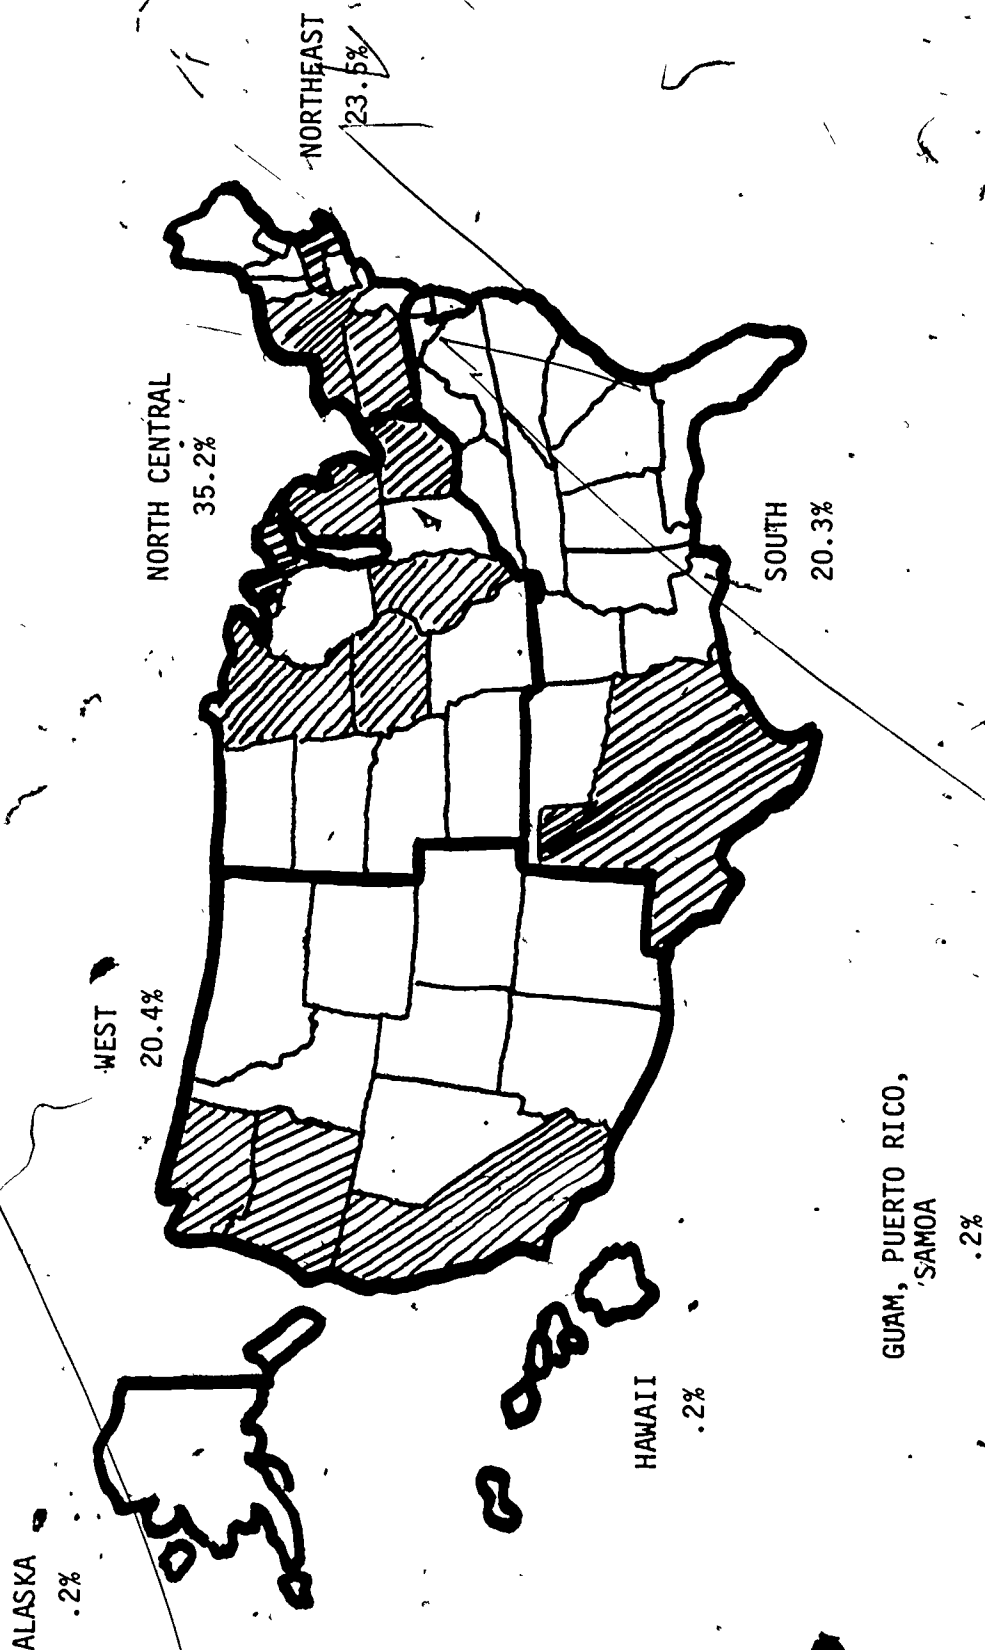 ALASKA
.2%
WEST
20.4%
NORTH CENTRAL
35.2%
NORTHEAST
23.5%
HAWAII
.2%
SOUTH
20.3%
GUAM, PUERTO RICO,
SAMOA
.2%